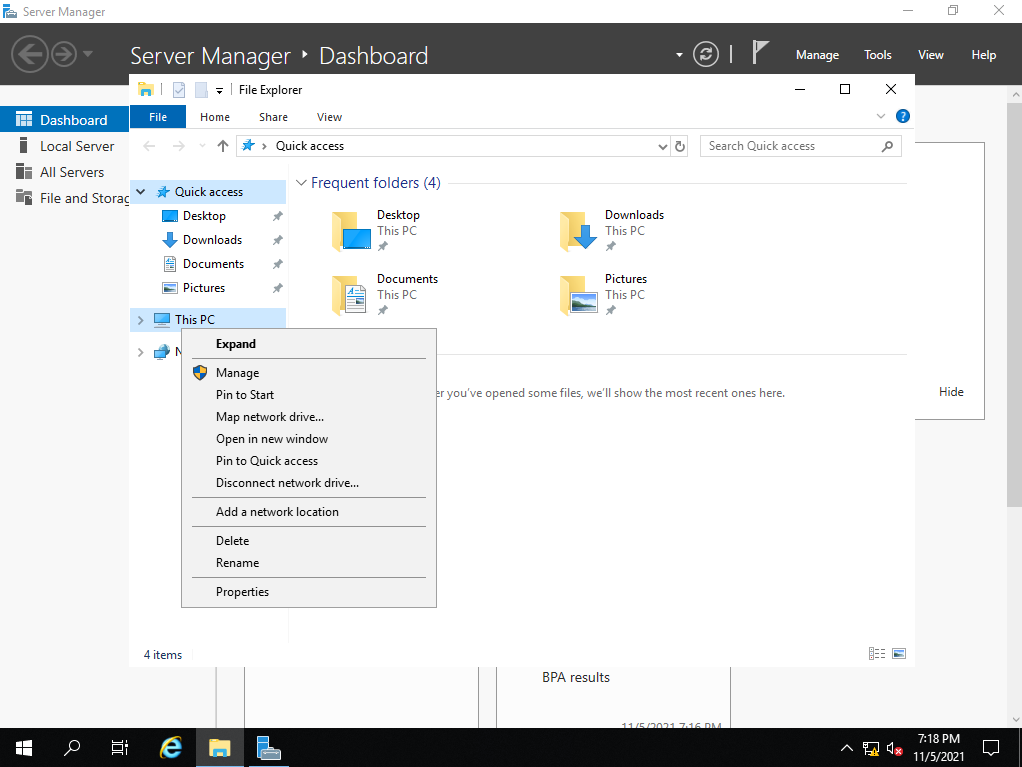 Server Manager
Server Manager ‣ Dashboard
Manage
Tools
View
Help
File Explorer
File
Home
Share
View
Quick access
Search Quick access
Dashboard
Local Server
All Servers
File and Storag
Quick access
Desktop
Downloads
Documents
Pictures
This PC
N
Frequent folders (4)
Desktop
This PC
Downloads
This PC
Documents
This PC
Pictures
This PC
Expand
Manage
Pin to Start
Map network drive...
Open in new window
Pin to Quick access
Disconnect network drive...
Add a network location
Delete
Rename
Properties
er you've opened some files, we'll show the most recent ones here.
Hide
4 items
BPA results
11/5/2021 7:16 PM
7:18 PM
11/5/2021